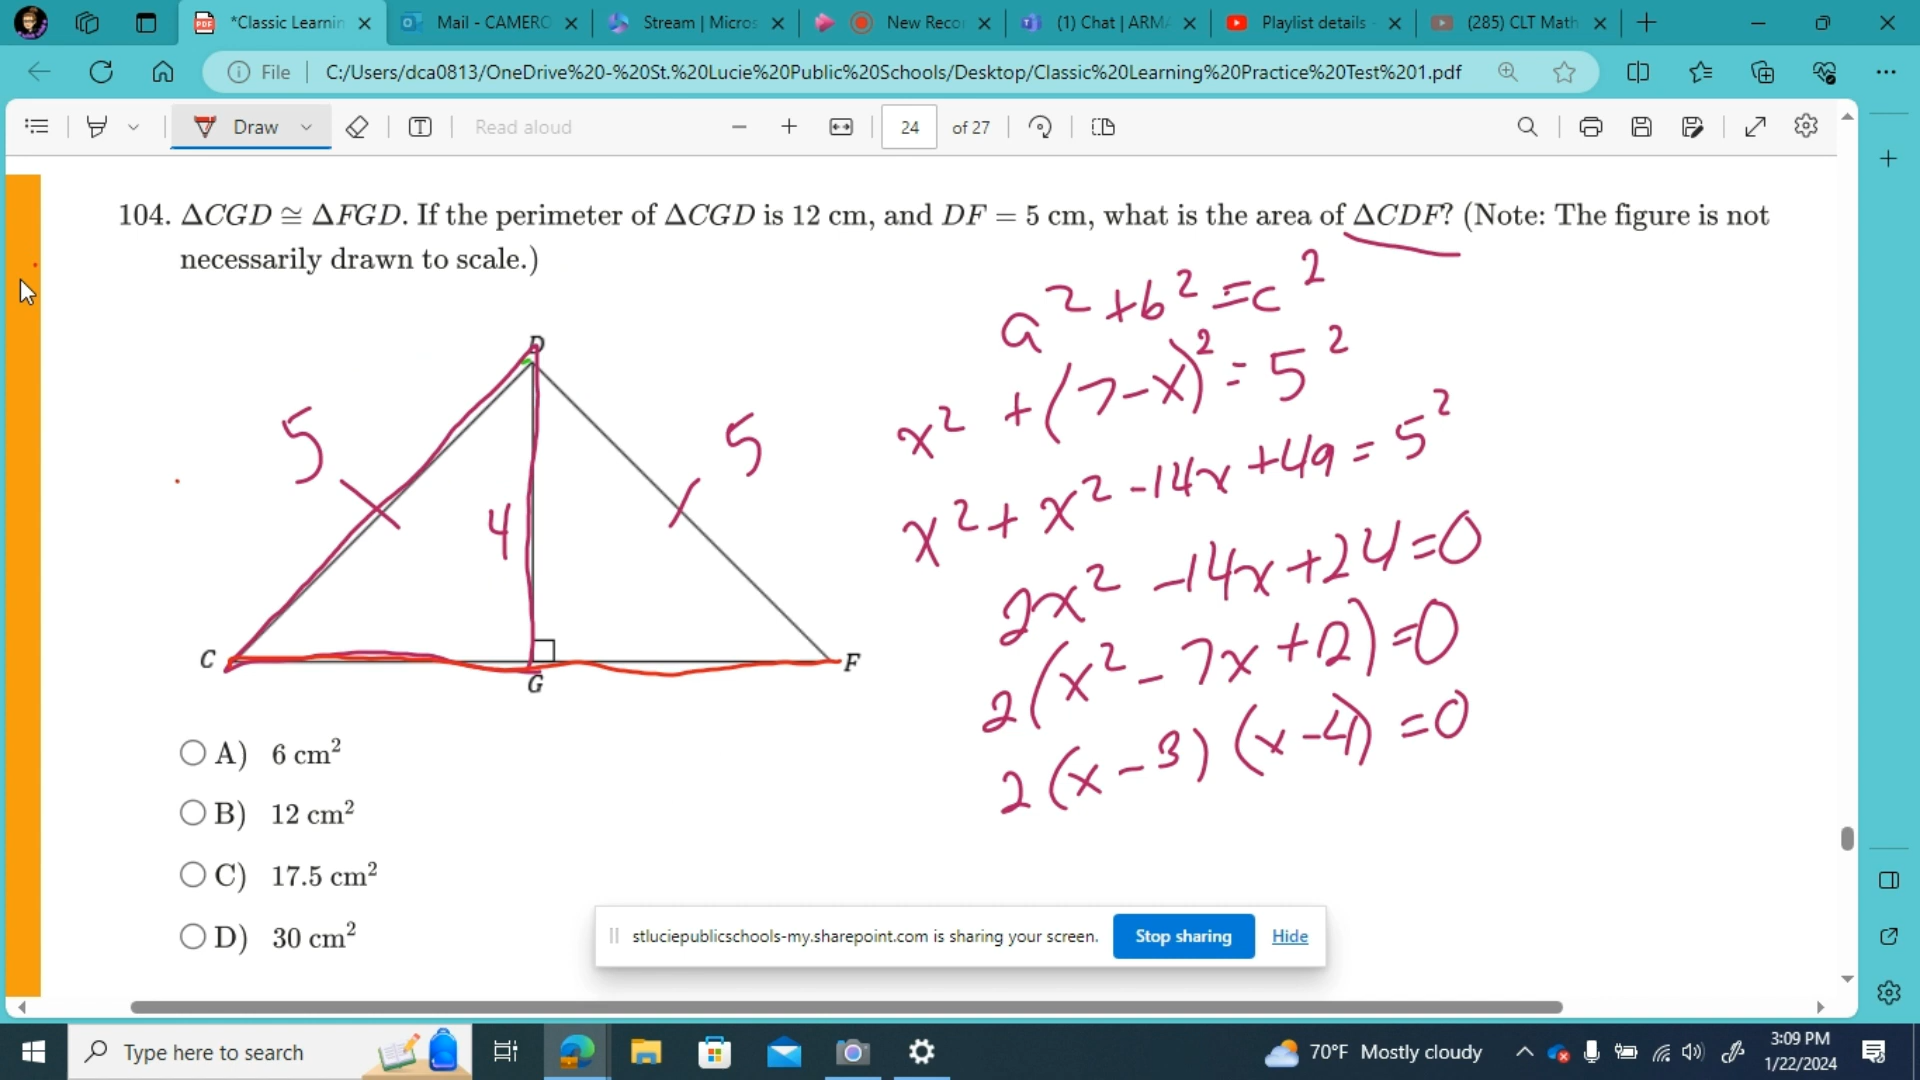 *Classic Learnin
Mail - CAMERO
Stream | Micros
New Reco
(1) Chat | ARMA
Playlist details
(285) CLT Math
File
C:/Users/dca0813/OneDrive%20-%20St.%20Lucie%20Public%20Schools/Desktop/Classic%20Learning%20Practice%20Test%201.pdf
Draw
Read aloud
24
of 27
104. ΔCGD ≅ ΔFGD. If the perimeter of ΔCGD is 12 cm, and DF = 5 cm, what is the area of ΔCDF? (Note: The figure is not
necessarily drawn to scale.)
a² + b² = c²
x² + (7-x)² = 5²
x² + x² -14x +49 = 5²
2x² -14x+24=0
2(x² - 7x +12)=0
2(x-3)(x-4)=0
D
5
5
4
C
G
F
A) 6 cm²
B) 12 cm²
C) 17.5 cm²
D) 30 cm²
stluciepublicschools-my.sharepoint.com is sharing your screen.
Stop sharing
Hide
Type here to search
70°F Mostly cloudy
3:09 PM
1/22/2024